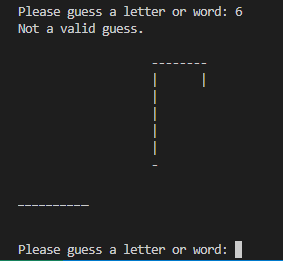 Please guess a letter or word: 6
Not a valid guess.
--------
|      |
|
|
|
|
-
__________
Please guess a letter or word: